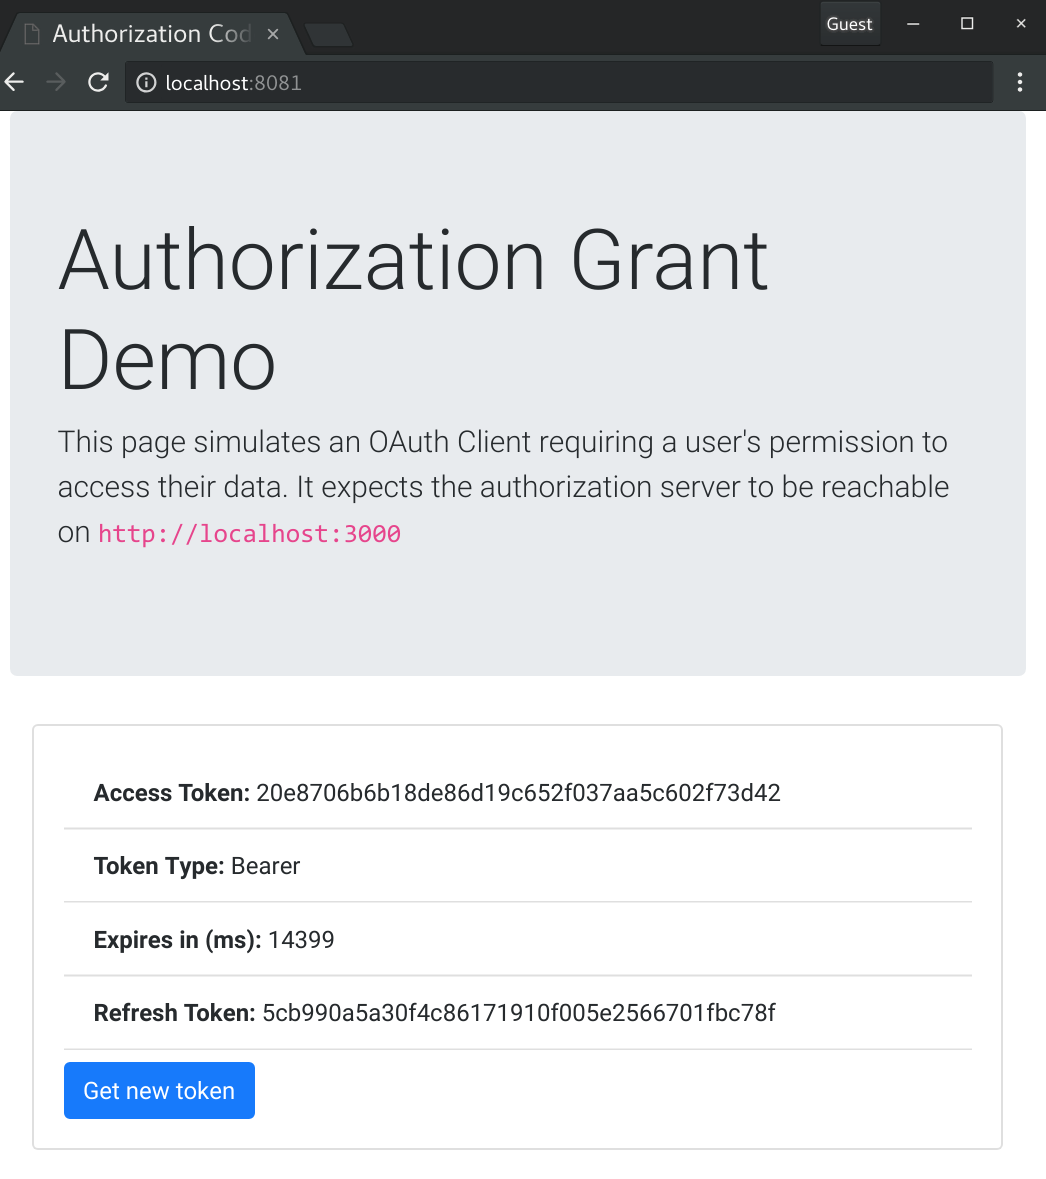 Authorization Cod
Guest
localhost:8081
Authorization Grant
Demo
This page simulates an OAuth Client requiring a user's permission to
access their data. It expects the authorization server to be reachable
on http://localhost:3000
Access Token: 20e8706b6b18de86d19c652f037aa5c602f73d42
Token Type: Bearer
Expires in (ms): 14399
Refresh Token: 5cb990a5a30f4c86171910f005e2566701fbc78f
Get new token